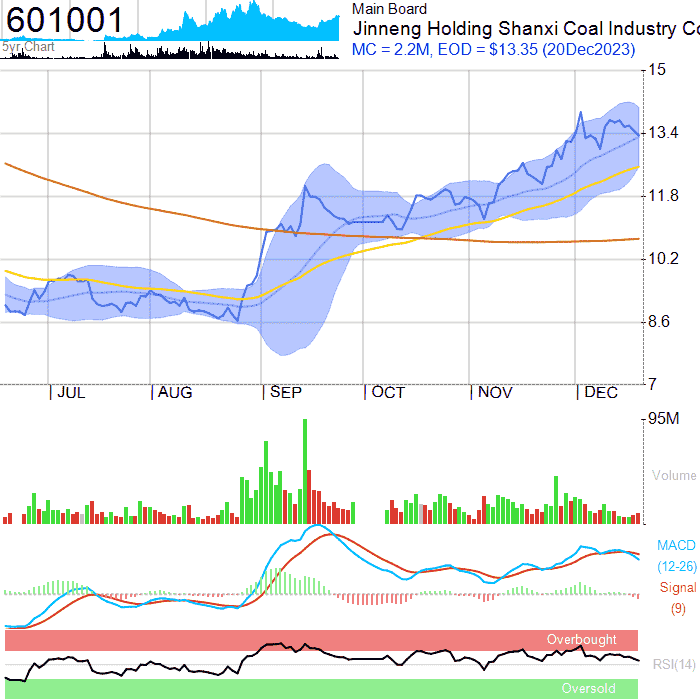 601001
5yr Chart
Main Board
Jinneng Holding Shanxi Coal Industry Co
MC = 2.2M, EOD = $13.35 (20Dec2023)
15
13.4
11.8
10.2
8.6
7
JUL AUG SEP OCT NOV DEC
95M
Volume
MACD
(12-26)
Signal
(9)
Overbought
RSI(14)
Oversold